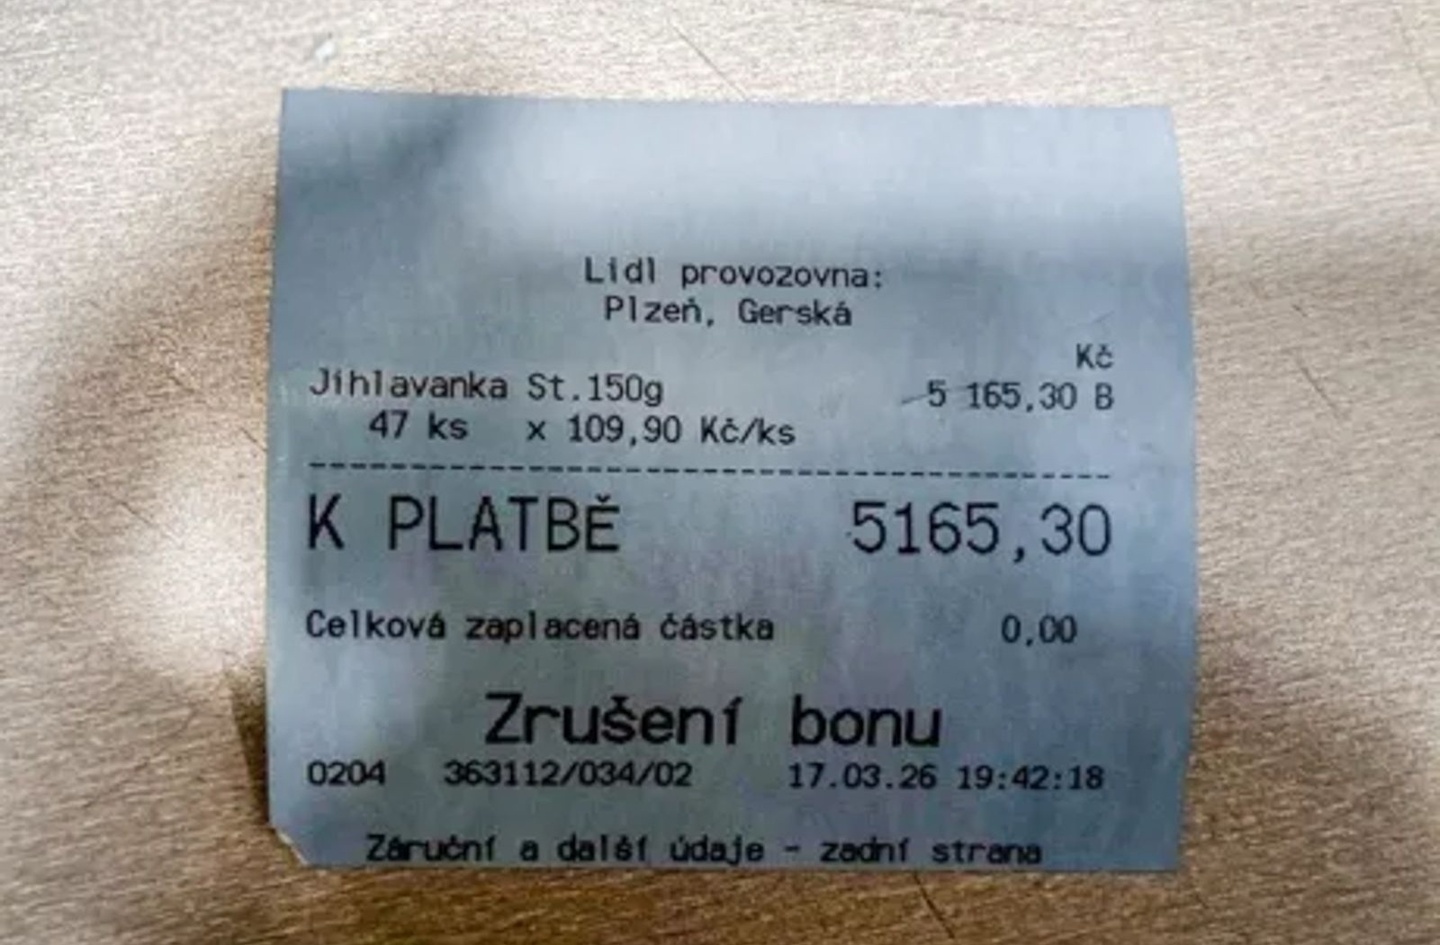 Lidl provozovna:
Plzeň, Gerská
Kč
Jihlavanka St.150g 5 165,30 B
47 ks x 109,90 Kč/ks
K PLATBĚ 5165,30
Celková zaplacená částka 0,00
Zrušení bonu
0204 363112/034/02 17.03.26 19:42:18
Záruční a další údaje - zadní strana